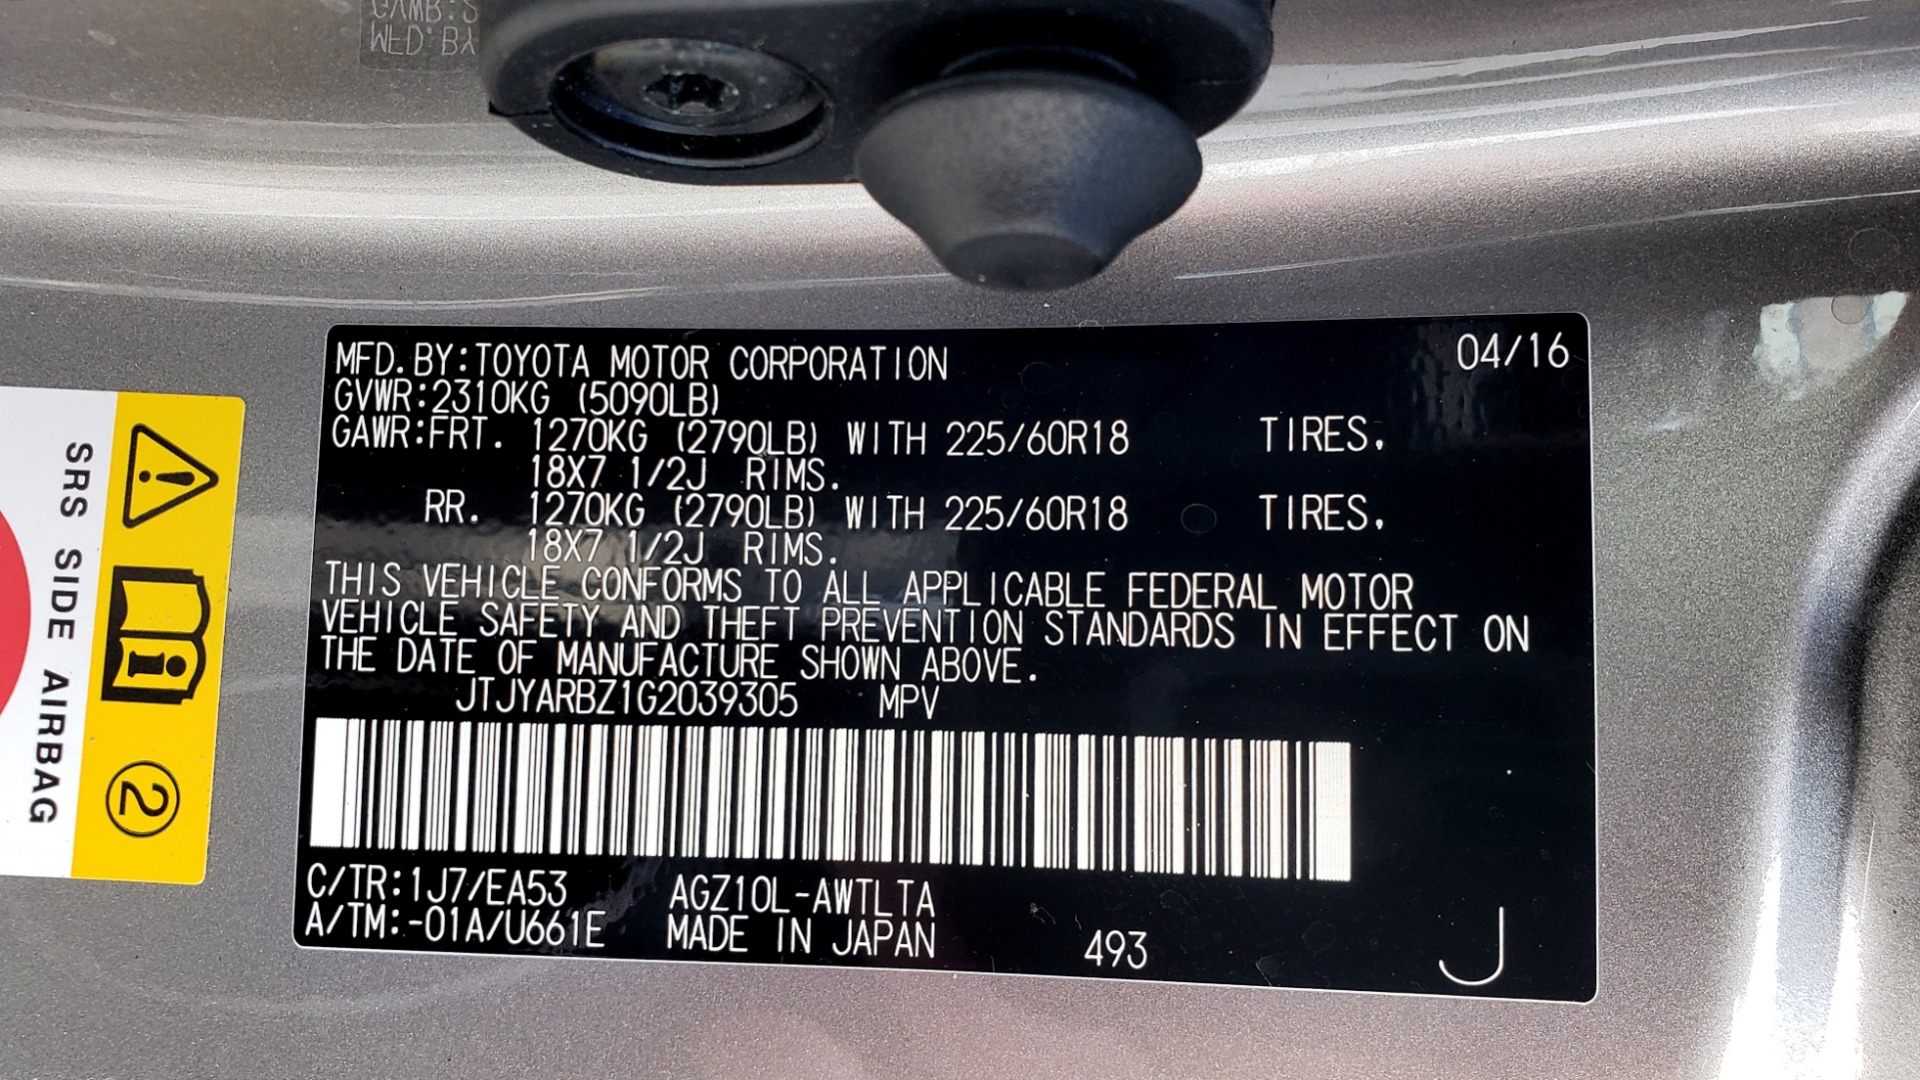 GAWR:S
MFD.BY
MFD.BY:TOYOTA MOTOR CORPORATION 04/16
GVWR:2310KG (5090LB)
GAWR:FRT. 1270KG (2790LB) WITH 225/60R18 TIRES,
18X7 1/2J RIMS.
RR. 1270KG (2790LB) WITH 225/60R18 TIRES,
18X7 1/2J RIMS.
THIS VEHICLE CONFORMS TO ALL APPLICABLE FEDERAL MOTOR
VEHICLE SAFETY AND THEFT PREVENTION STANDARDS IN EFFECT ON
THE DATE OF MANUFACTURE SHOWN ABOVE.
JTJYARBZ1G2039305 MPV
C/TR:1J7/EA53 AGZ10L-AWTLTA
A/TM:-01A/U661E MADE IN JAPAN 493 J
SRS SIDE AIRBAG
2